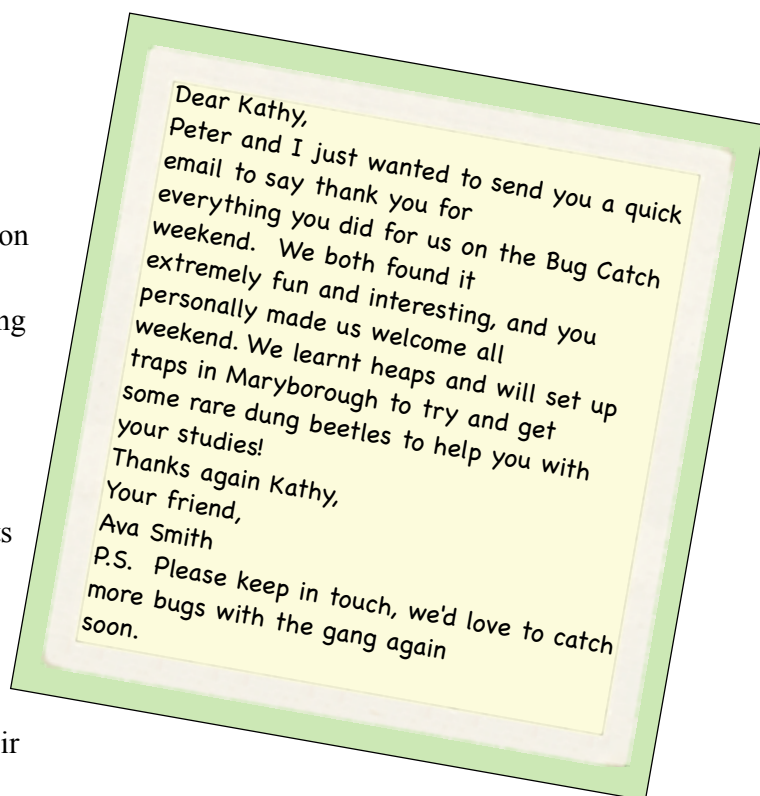 on
ng
s
ir
Dear Kathy,
Peter and I just wanted to send you a quick
email to say thank you for
everything you did for us on the Bug Catch
weekend.  We both found it
extremely fun and interesting, and you
personally made us welcome all
weekend. We learnt heaps and will set up
traps in Maryborough to try and get
some rare dung beetles to help you with
your studies!
Thanks again Kathy,
Your friend,
Ava Smith
P.S.  Please keep in touch, we'd love to catch
more bugs with the gang again
soon.